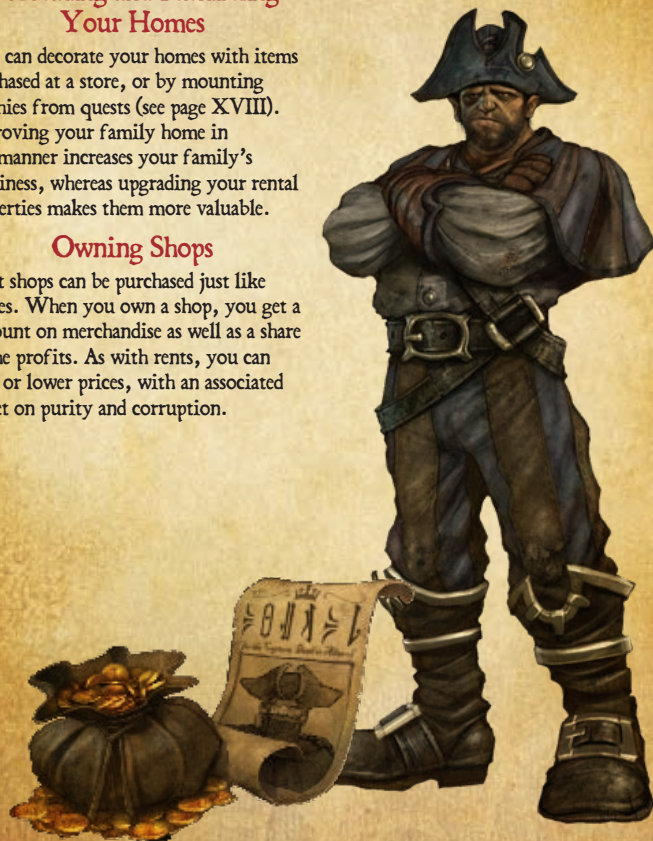 Your Homes
can decorate your homes with items
hased at a store, or by mounting
hies from quests (see page XVIII).
roving your family home in
manner increases your family's
iness, whereas upgrading your rental
erties makes them more valuable.
Owning Shops
t shops can be purchased just like
es. When you own a shop, you get a
ount on merchandise as well as a share
e profits. As with rents, you can
or lower prices, with an associated
ct on purity and corruption.